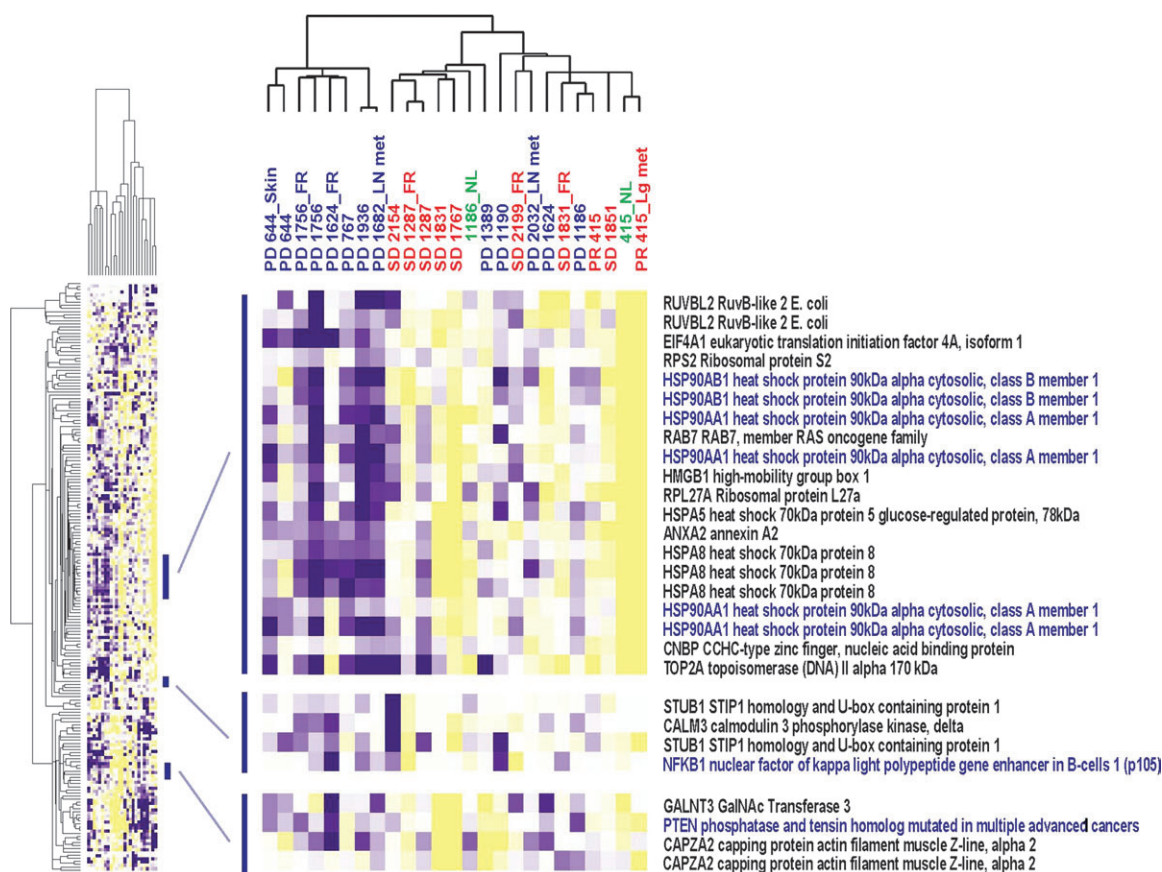 PD 644_Skin
PD 644
PD 1756_FR
PD 1756
PD 1624_FR
PD 767
PD 1936
PD 1682_LN met
SD 2154
SD 1287_FR
SD 1287
SD 1831
SD 1767
1186_NL
PD 1389
PD 1190
SD 2199_FR
PD 2032_LN met
PD 1624
SD 1831_FR
PD 1186
PR 415
SD 1851
415_NL
PR 415_Lg met
RUVBL2 RuvB-like 2 E. coli
RUVBL2 RuvB-like 2 E. coli
EIF4A1 eukaryotic translation initiation factor 4A, isoform 1
RPS2 Ribosomal protein S2
HSP90AB1 heat shock protein 90kDa alpha cytosolic, class B member 1
HSP90AB1 heat shock protein 90kDa alpha cytosolic, class B member 1
HSP90AA1 heat shock protein 90kDa alpha cytosolic, class A member 1
RAB7 RAB7, member RAS oncogene family
HSP90AA1 heat shock protein 90kDa alpha cytosolic, class A member 1
HMGB1 high-mobility group box 1
RPL27A Ribosomal protein L27a
HSPA5 heat shock 70kDa protein 5 glucose-regulated protein, 78kDa
ANXA2 annexin A2
HSPA8 heat shock 70kDa protein 8
HSPA8 heat shock 70kDa protein 8
HSPA8 heat shock 70kDa protein 8
HSP90AA1 heat shock protein 90kDa alpha cytosolic, class A member 1
HSP90AA1 heat shock protein 90kDa alpha cytosolic, class A member 1
CNBP CCHC-type zinc finger, nucleic acid binding protein
TOP2A topoisomerase (DNA) II alpha 170 kDa
STUB1 STIP1 homology and U-box containing protein 1
CALM3 calmodulin 3 phosphorylase kinase, delta
STUB1 STIP1 homology and U-box containing protein 1
NFKB1 nuclear factor of kappa light polypeptide gene enhancer in B-cells 1 (p105)
GALNT3 GalNAc Transferase 3
PTEN phosphatase and tensin homolog mutated in multiple advanced cancers
CAPZA2 capping protein actin filament muscle Z-line, alpha 2
CAPZA2 capping protein actin filament muscle Z-line, alpha 2